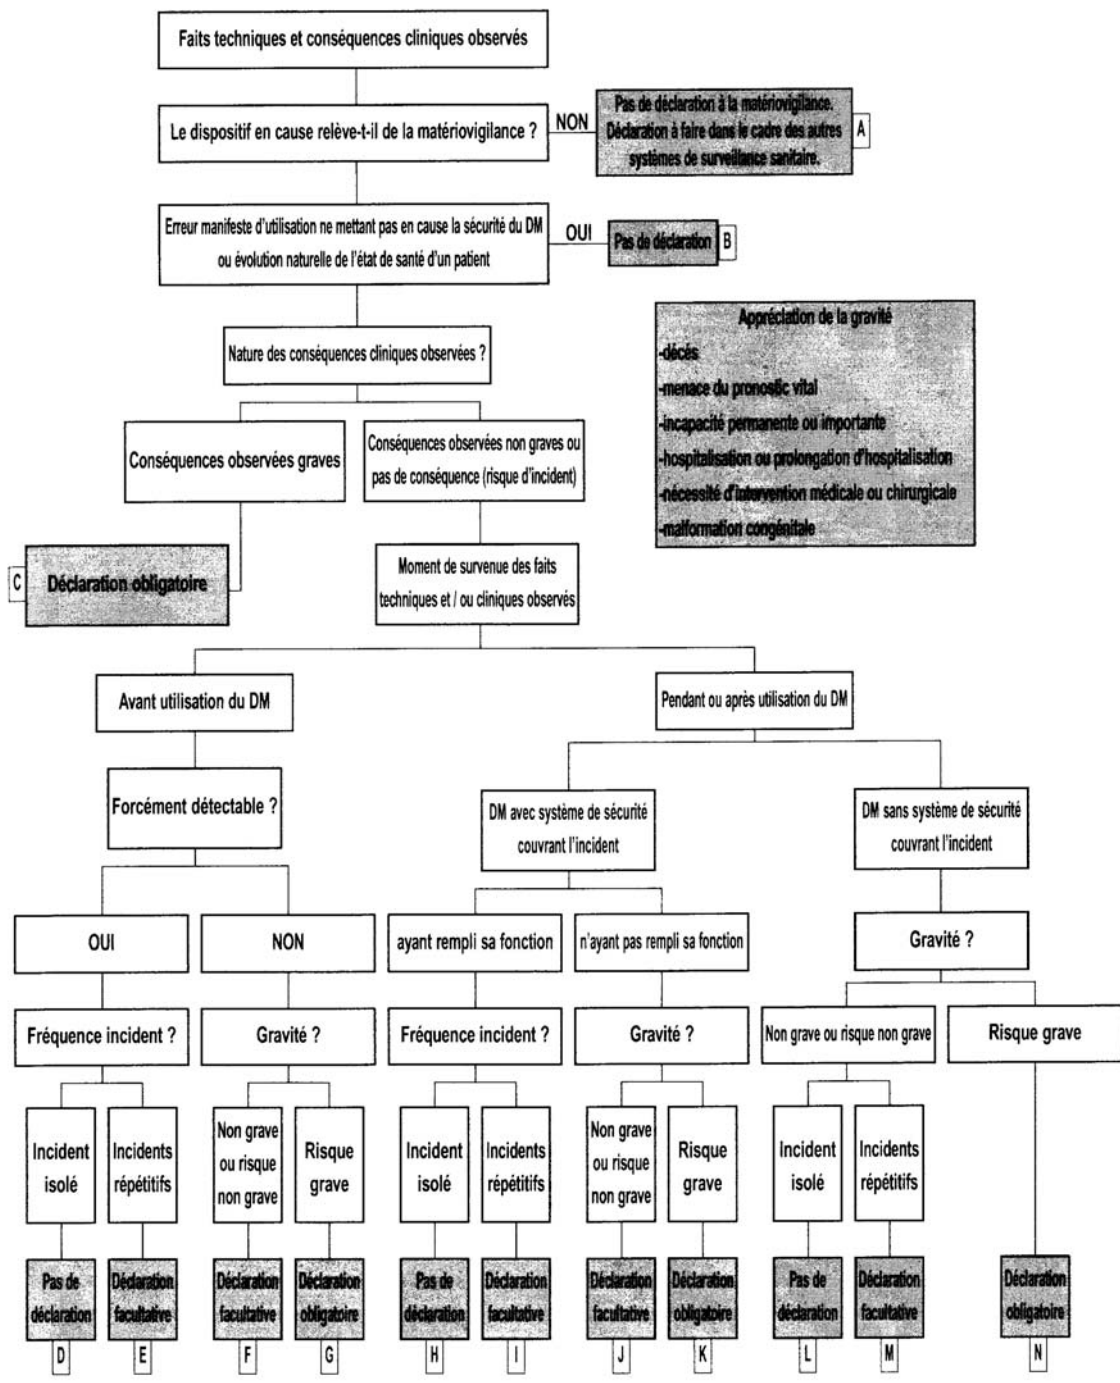 Faits techniques et conséquences cliniques observés
Le dispositif en cause relève-t-il de la matériovigilance ?
NON
Pas de déclaration à la matériovigilance.
Déclaration à faire dans le cadre des autres
systèmes de surveillance sanitaire.
A
Erreur manifeste d'utilisation ne mettant pas en cause la sécurité du DM
ou évolution naturelle de l'état de santé d'un patient
OUI
Pas de déclaration
B
Appréciation de la gravité
-décés
-menace du pronostic vital
-incapacité permanente ou importante
-hospitalisation ou prolongation d'hospitalisation
-nécessité d'intervention médicale ou chirurgicale
-malformation congénitale
Nature des conséquences cliniques observées ?
Conséquences observées graves
Conséquences observées non graves ou
pas de conséquence (risque d'incident)
C
Déclaration obligatoire
Moment de survenue des faits
techniques et / ou cliniques observés
Avant utilisation du DM
Pendant ou après utilisation du DM
Forcément détectable ?
DM avec système de sécurité
couvrant l'incident
DM sans système de sécurité
couvrant l'incident
OUI
NON
ayant rempli sa fonction
n'ayant pas rempli sa fonction
Gravité ?
Fréquence incident ?
Gravité ?
Fréquence incident ?
Gravité ?
Non grave ou risque non grave
Risque grave
Incident
isolé
Incidents
répétitifs
Non grave
ou risque
non grave
Risque
grave
Incident
isolé
Incidents
répétitifs
Non grave
ou risque
non grave
Risque
grave
Incident
isolé
Incidents
répétitifs
Pas de
déclaration
Déclaration
facultative
Déclaration
facultative
Déclaration
obligatoire
Pas de
déclaration
Déclaration
facultative
Déclaration
facultative
Déclaration
obligatoire
Pas de
déclaration
Déclaration
facultative
Déclaration
obligatoire
D
E
F
G
H
I
J
K
L
M
N